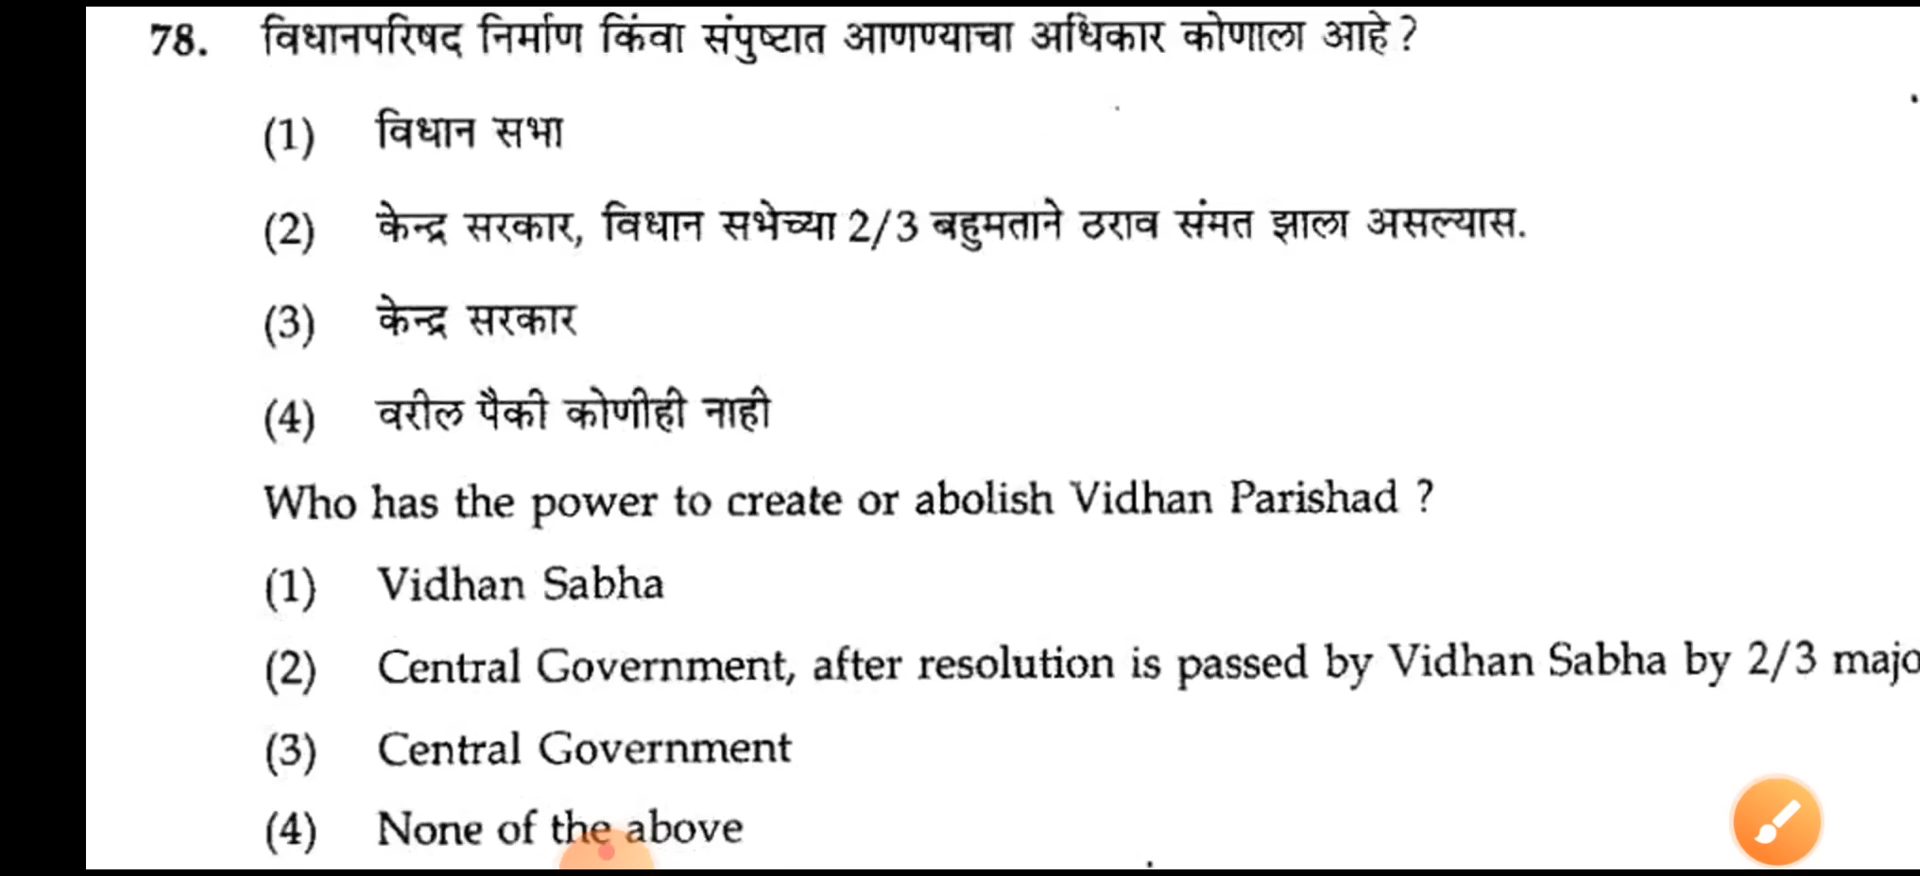 78. विधानपरिषद निर्माण किंवा संपुष्टात आणण्याचा अधिकार कोणाला आहे ?
(1) विधान सभा
(2) केन्द्र सरकार, विधान सभेच्या 2/3 बहुमताने ठराव संमत झाला असल्यास.
(3) केन्द्र सरकार
(4) वरील पैकी कोणीही नाही
Who has the power to create or abolish Vidhan Parishad ?
(1) Vidhan Sabha
(2) Central Government, after resolution is passed by Vidhan Sabha by 2/3 majo
(3) Central Government
(4) None of the above